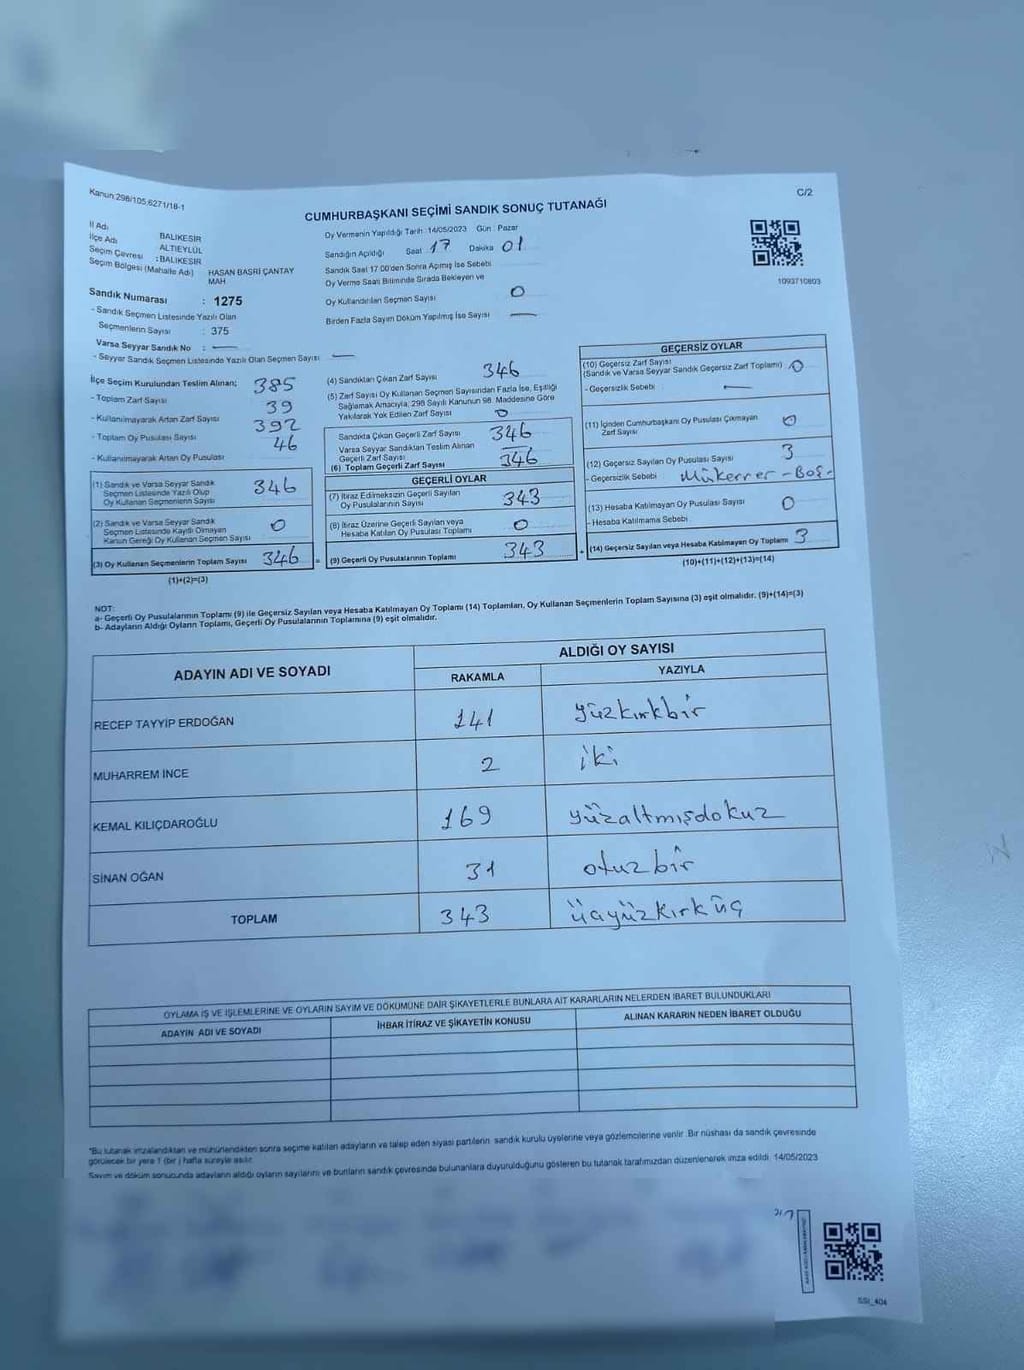 Kanun:298/105;6271/18-1
C/2
CUMHURBAŞKANI SEÇİMİ SANDIK SONUÇ TUTANAĞI
İl Adı BALIKESİR
İlçe Adı ALTIEYLÜL
Seçim Çevresi : BALIKESİR
Seçim Bölgesi (Mahalle Adı) HASAN BASRİ ÇANTAY MAH
Sandık Numarası : 1275
- Sandık Seçmen Listesinde Yazılı Olan
Seçmenlerin Sayısı : 375
Varsa Seyyar Sandık No : —
- Seyyar Sandık Seçmen Listesinde Yazılı Olan Seçmen Sayısı : —
Oy Vermenin Yapıldığı Tarih :14/05/2023 Gün : Pazar
Sandığın Açıldığı Saat 17 Dakika 01
Sandık Saat 17:00'den Sonra Açılmış İse Sebebi
Oy Verme Saati Bitiminde Sırada Bekleyen ve
Oy Kullandırılan Seçmen Sayısı 0
Birden Fazla Sayım Döküm Yapılmış İse Sayısı —
1093710803
İlçe Seçim Kurulundan Teslim Alınan; 385
- Toplam Zarf Sayısı 39
- Kullanılmayarak Artan Zarf Sayısı 392
- Toplam Oy Pusulası Sayısı 46
- Kullanılmayarak Artan Oy Pusulası
(1) Sandık ve Varsa Seyyar Sandık
Seçmen Listesinde Yazılı Olup
Oy Kullanan Seçmenlerin Sayısı 346
(2) Sandık ve Varsa Seyyar Sandık
Seçmen Listesinde Kaydı Olmayan
Kanun Gereği Oy Kullanan Seçmen Sayısı 0
(3) Oy Kullanan Seçmenlerin Toplam Sayısı 346
(1)+(2)=(3)
(4) Sandıktan Çıkan Zarf Sayısı 346
(5) Zarf Sayısı Oy Kullanan Seçmen Sayısından Fazla İse, Eşitliği
Sağlamak Amacıyla, 298 Sayılı Kanunun 98. Maddesine Göre
Yakılarak Yok Edilen Zarf Sayısı 0
Sandıkta Çıkan Geçerli Zarf Sayısı 346
Varsa Seyyar Sandıktan Teslim Alınan
Geçerli Zarf Sayısı —
(6) Toplam Geçerli Zarf Sayısı 346
GEÇERLİ OYLAR
(7) İtiraz Edilmeksizin Geçerli Sayılan
Oy Pusulalarının Sayısı 343
(8) İtiraz Üzerine Geçerli Sayılan veya
Hesaba Katılan Oy Pusulası Toplamı 0
(9) Geçerli Oy Pusulalarının Toplamı 343
GEÇERSİZ OYLAR
(10) Geçersiz Zarf Sayısı
(Sandık ve Varsa Seyyar Sandık Geçersiz Zarf Toplamı) 0
- Geçersizlik Sebebi —
(11) İçinden Cumhurbaşkanı Oy Pusulası Çıkmayan
Zarf Sayısı 0
(12) Geçersiz Sayılan Oy Pusulası Sayısı 3
- Geçersizlik Sebebi Mükerrer - Boş -
(13) Hesaba Katılmayan Oy Pusulası Sayısı 0
- Hesaba Katılmama Sebebi
(14) Geçersiz Sayılan veya Hesaba Katılmayan Oy Toplamı 3
(10)+(11)+(12)+(13)=(14)
NOT:
a- Geçerli Oy Pusulalarının Toplamı (9) ile Geçersiz Sayılan veya Hesaba Katılmayan Oy Toplamı (14) Toplamları, Oy Kullanan Seçmenlerin Toplam Sayısına (3) eşit olmalıdır. (9)+(14)=(3)
b- Adayların Aldığı Oyların Toplamı, Geçerli Oy Pusulalarının Toplamına (9) eşit olmalıdır.
ADAYIN ADI VE SOYADI
ALDIĞI OY SAYISI
RAKAMLA YAZIYLA
RECEP TAYYİP ERDOĞAN 141 yüzkırkbir
MUHARREM İNCE 2 iki
KEMAL KILIÇDAROĞLU 169 yüzaltmışdokuz
SİNAN OĞAN 31 otuzbir
TOPLAM 343 üçyüzkırküç
OYLAMA İŞ VE İŞLEMLERİNE VE OYLARIN SAYIM VE DÖKÜMÜNE DAİR ŞİKAYETLERLE BUNLARA AİT KARARLARIN NELERDEN İBARET BULUNDUKLARI
ADAYIN ADI VE SOYADI İHBAR İTİRAZ VE ŞİKAYETİN KONUSU ALINAN KARARIN NEDEN İBARET OLDUĞU
*Bu tutanak imzalandıktan ve mühürlendikten sonra seçime katılan adayların ve talep eden siyasi partilerin sandık kurulu üyelerine veya gözlemcilerine verilir. Bir nüshası da sandık çevresinde
görülecek bir yere 1 (bir) hafta süreyle asılır.
Sayım ve döküm sonucunda adayların aldığı oyların sayılarını ve bunların sandık çevresinde bulunanlara duyurulduğunu gösteren bu tutanak tarafımızdan düzenlenerek imza edildi. 14/05/2023
SSI_404